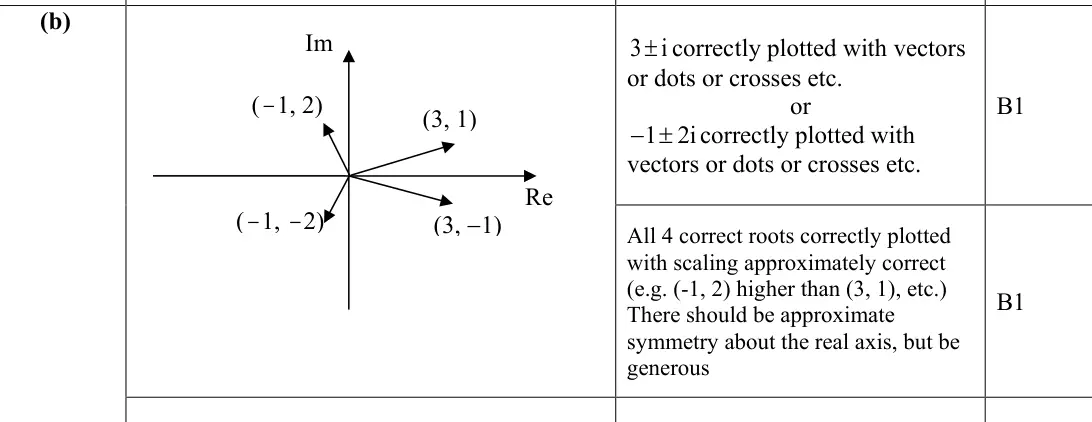 (b)
Im
(−1, 2)
(3, 1)
Re
(−1, −2)
(3, −1)
3 ± i correctly plotted with vectors
or dots or crosses etc.
or
−1 ± 2i correctly plotted with
vectors or dots or crosses etc.
B1
All 4 correct roots correctly plotted
with scaling approximately correct
(e.g. (-1, 2) higher than (3, 1), etc.)
There should be approximate
symmetry about the real axis, but be
generous
B1